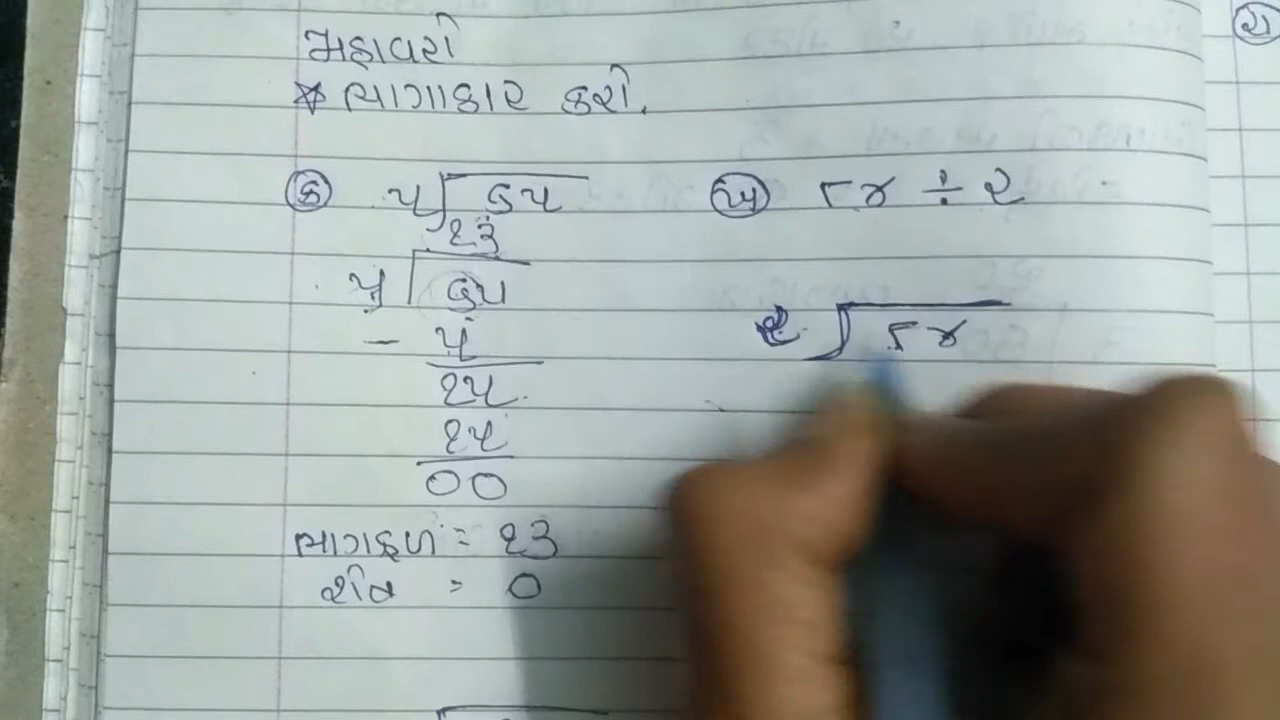 મહાવરો
* ભાગાકાર કરો.
ક ૫ ૬૫
૧૩
૫ ૬૫
- ૫
૧૫
૧૫
૦૦
ભાગફળ = ૧૩
શેષ = ૦
ખ ૮૪ ÷ ૨
૨ ૮૪